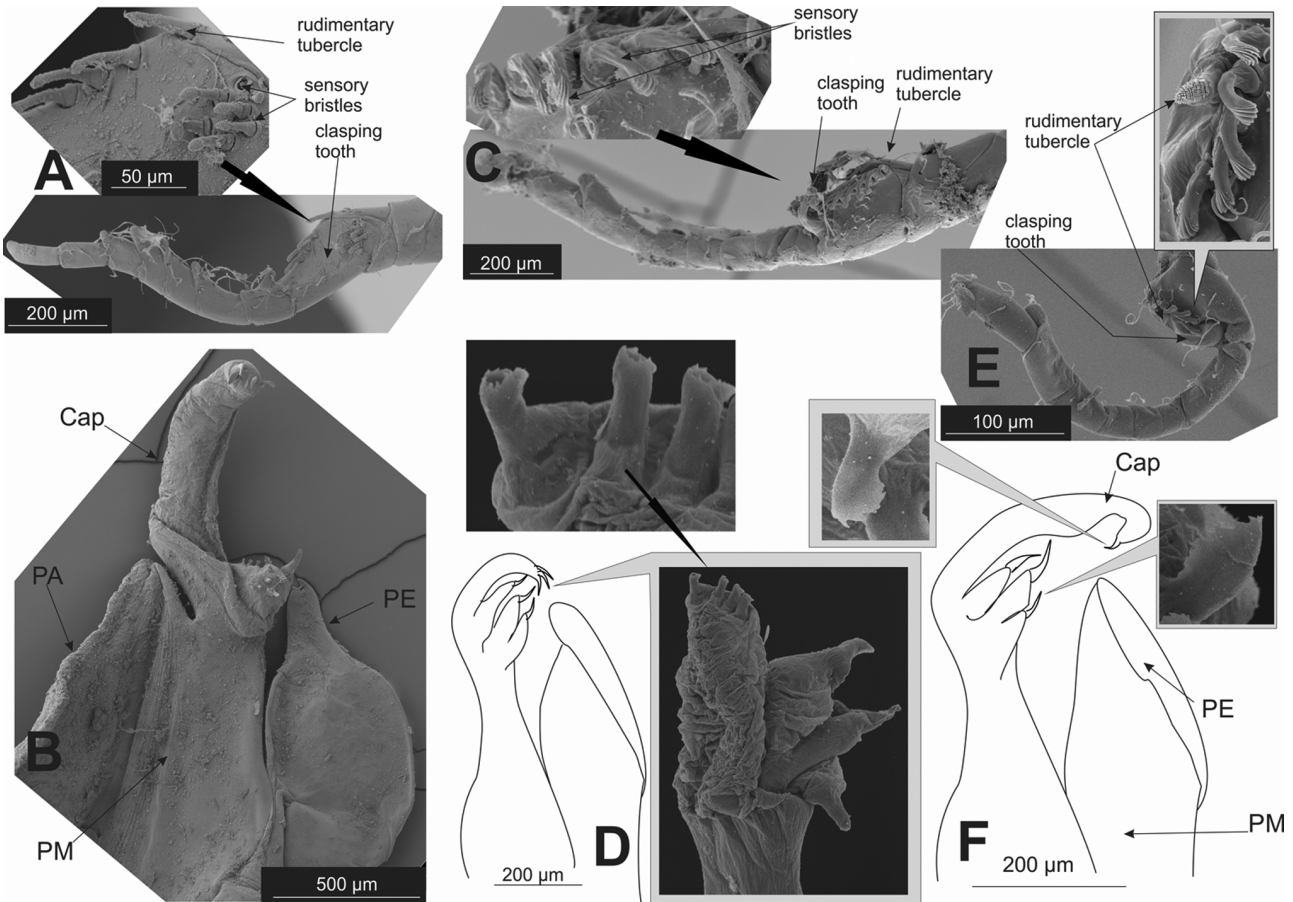 rudimentary
tubercle
sensory
bristles
clasping
tooth
A
50 µm
200 µm
sensory
bristles
clasping
tooth
rudimentary
tubercle
C
200 µm
rudimentary
tubercle
clasping
tooth
E
100 µm
Cap
PA
PE
B
PM
500 µm
D
200 µm
Cap
PE
PM
F
200 µm